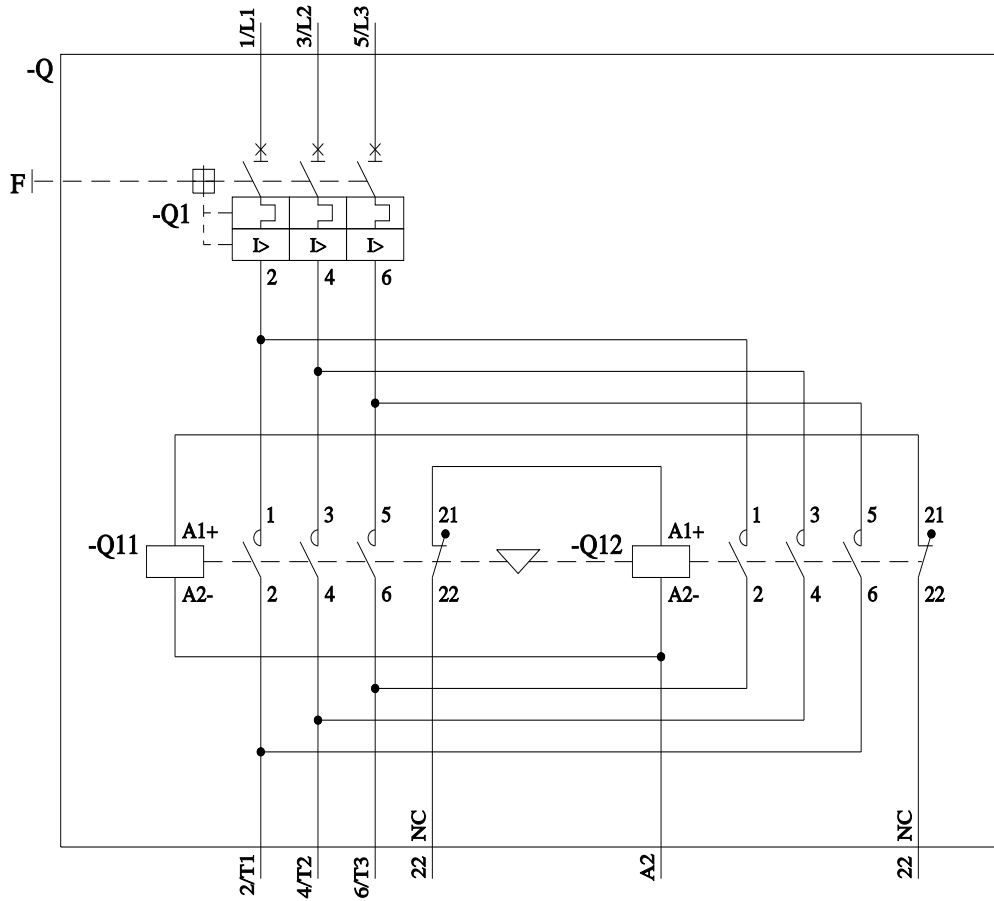 1/L1 3/L2 5/L3
-Q
F
-Q1
I> I> I>
2 4 6
1 3 5 21 1 3 5 21
-Q11 A1+ -Q12 A1+
A2- 2 4 6 22 A2- 2 4 6 22
NC NC
2/T1 4/T2 6/T3 22 A2 22